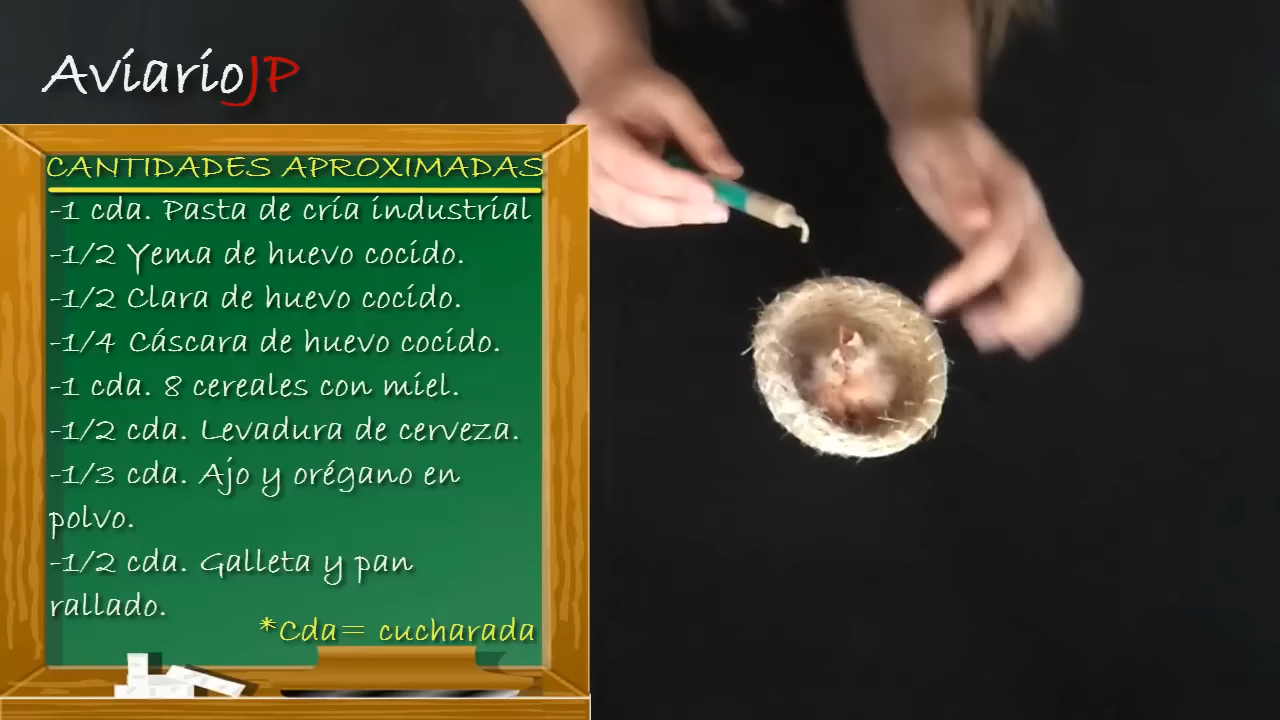 AviarioJP
CANTIDADES APROXIMADAS
-1 cda. Pasta de cría industrial
-1/2 Yema de huevo cocido.
-1/2 Clara de huevo cocido.
-1/4 Cáscara de huevo cocido.
-1 cda. 8 cereales con miel.
-1/2 cda. Levadura de cerveza.
-1/3 cda. Ajo y orégano en
polvo.
-1/2 cda. Galleta y pan
rallado.
*Cda= cucharada